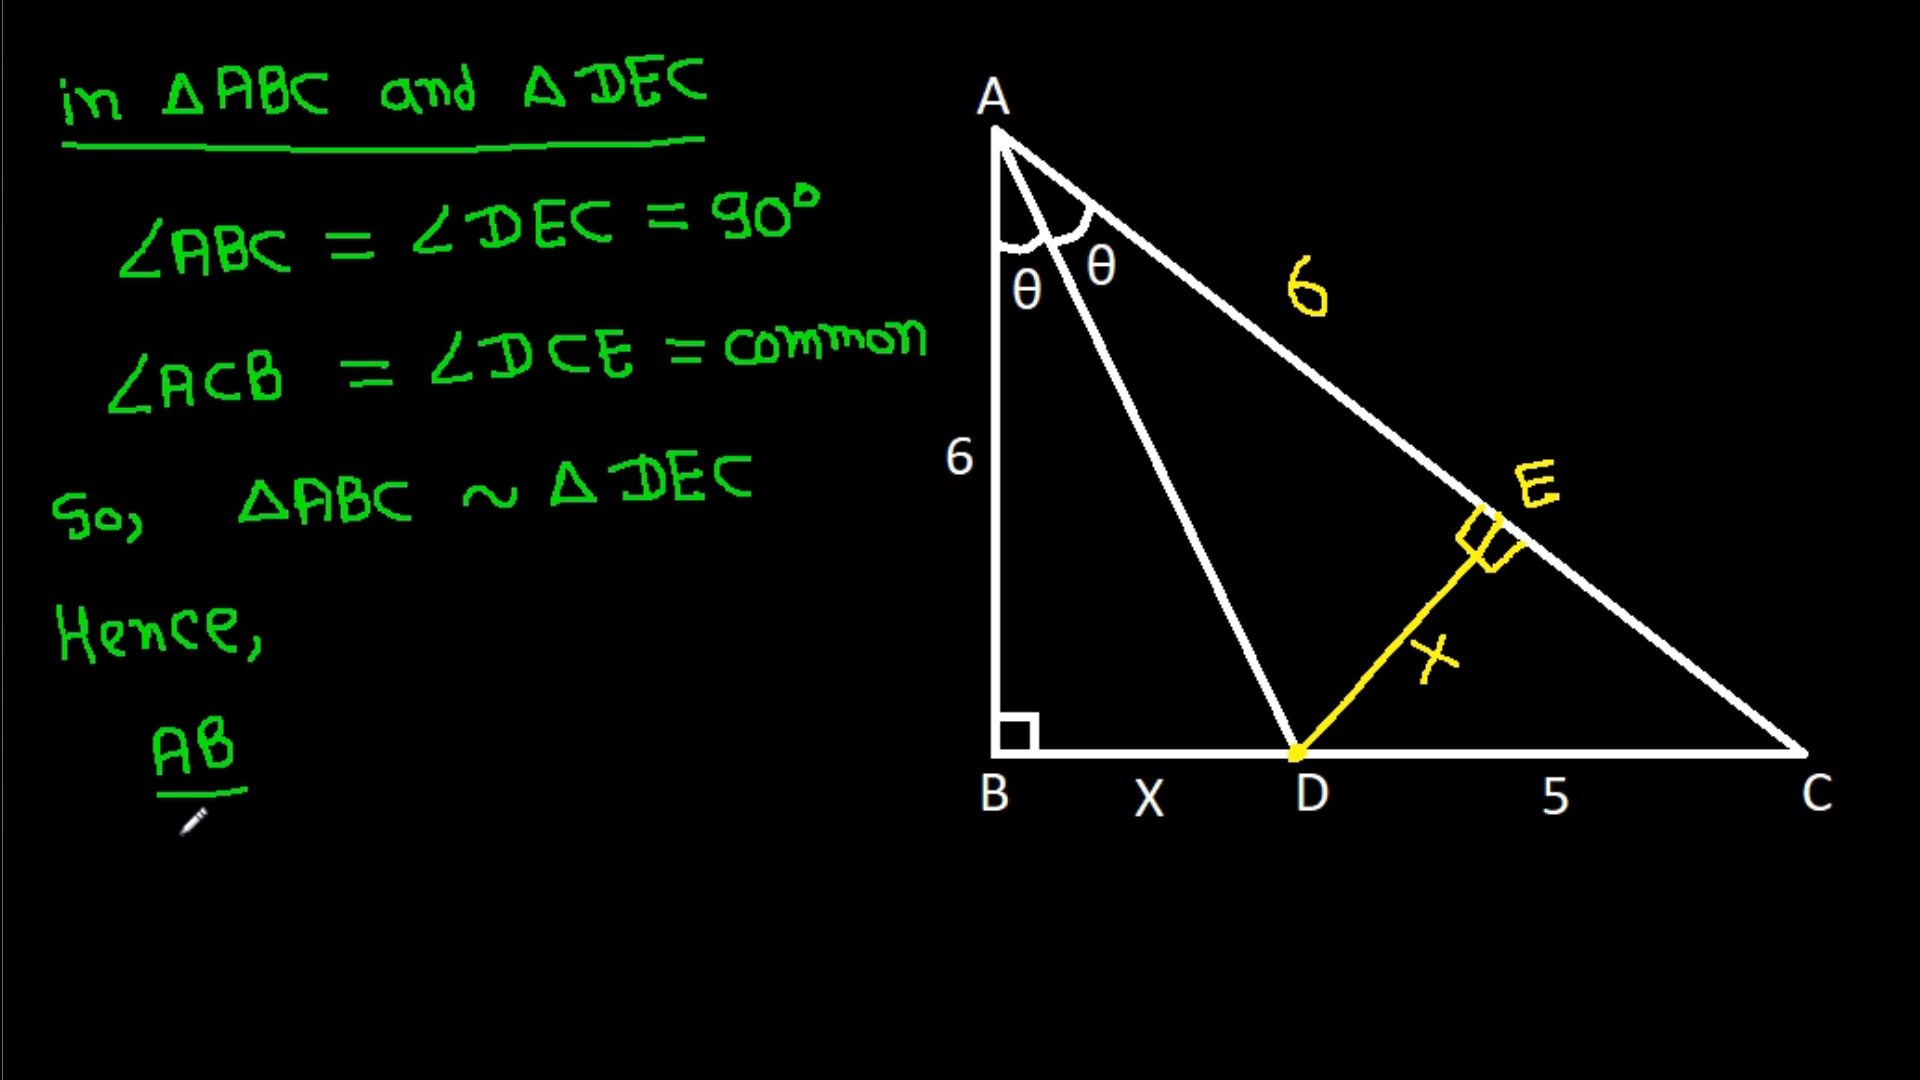 in ΔABC and ΔDEC
∠ABC = ∠DEC = 90°
∠ACB = ∠DCE = common
So, ΔABC ~ ΔDEC
Hence,
AB
A
θ
θ
6
6
E
x
B
X
D
5
C